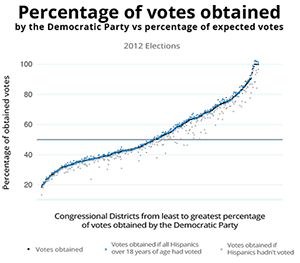 Percentage of votes obtained
by the Democratic Party vs percentage of expected votes
2012 Elections
Percentage of obtained votes
100
80
60
40
20
Congressional Districts from least to greatest percentage
of votes obtained by the Democratic Party
Votes obtained
Votes obtained if all Hispanics
over 18 years of age had voted
Votes obtained if
Hispanics hadn't voted